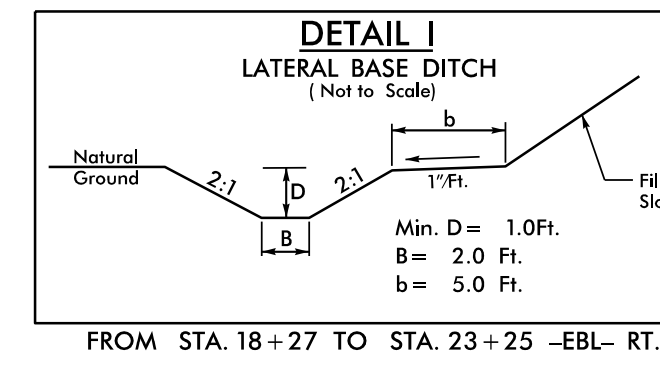 DETAIL I
LATERAL BASE DITCH
( Not to Scale)
b
Natural
Ground
2:1
D
2:1
1"/Ft.
B
Min. D = 1.0Ft.
B = 2.0 Ft.
b = 5.0 Ft.
FROM STA. 18+27 TO STA. 23+25 -EBL- RT.